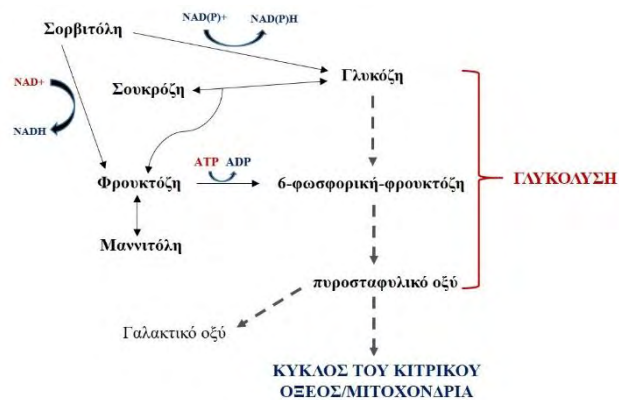 NAD(P)+ NAD(P)H
Σορβιτόλη
NAD+
Γλυκόζη
Σουκρόζη
NADH
ATP ADP
Φρουκτόζη
6-φωσφορική-φρουκτόζη
ΓΛΥΚΟΛΥΣΗ
Μαννιτόλη
πυροσταφυλικό οξύ
Γαλακτικό οξύ
ΚΥΚΛΟΣ ΤΟΥ ΚΙΤΡΙΚΟΥ
ΟΞΕΟΣ/ΜΙΤΟΧΟΝΔΡΙΑ